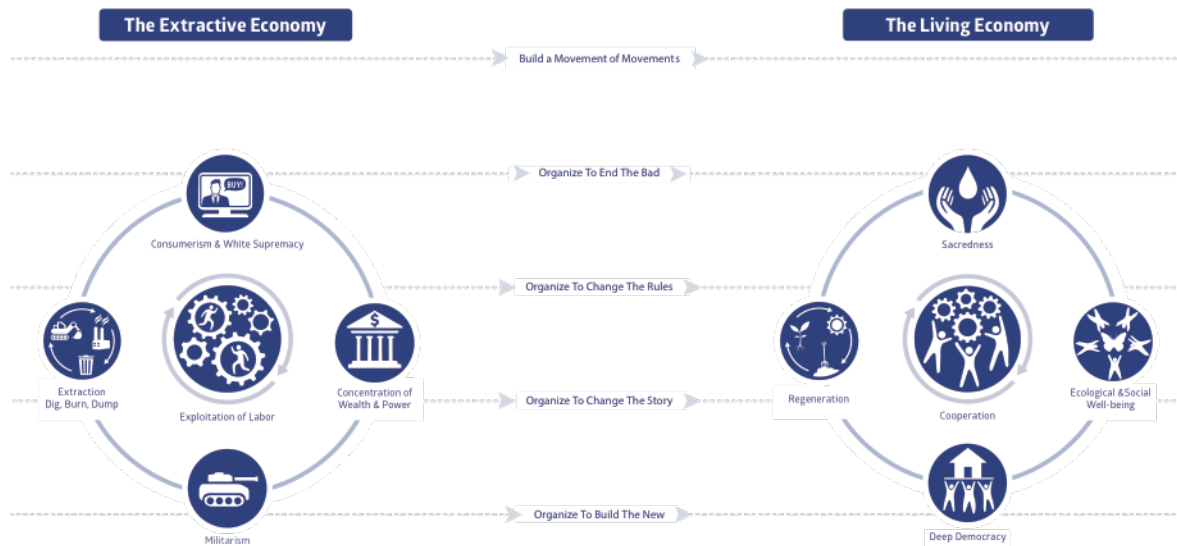 The Extractive Economy
The Living Economy
Build a Movement of Movements
Organize To End The Bad
BUY!
Consumerism & White Supremacy
Sacredness
Organize To Change The Rules
$
Extraction
Dig, Burn, Dump
Exploitation of Labor
Concentration of
Wealth & Power
Organize To Change The Story
Regeneration
Cooperation
Ecological &Social
Well-being
Organize To Build The New
Militarism
Deep Democracy